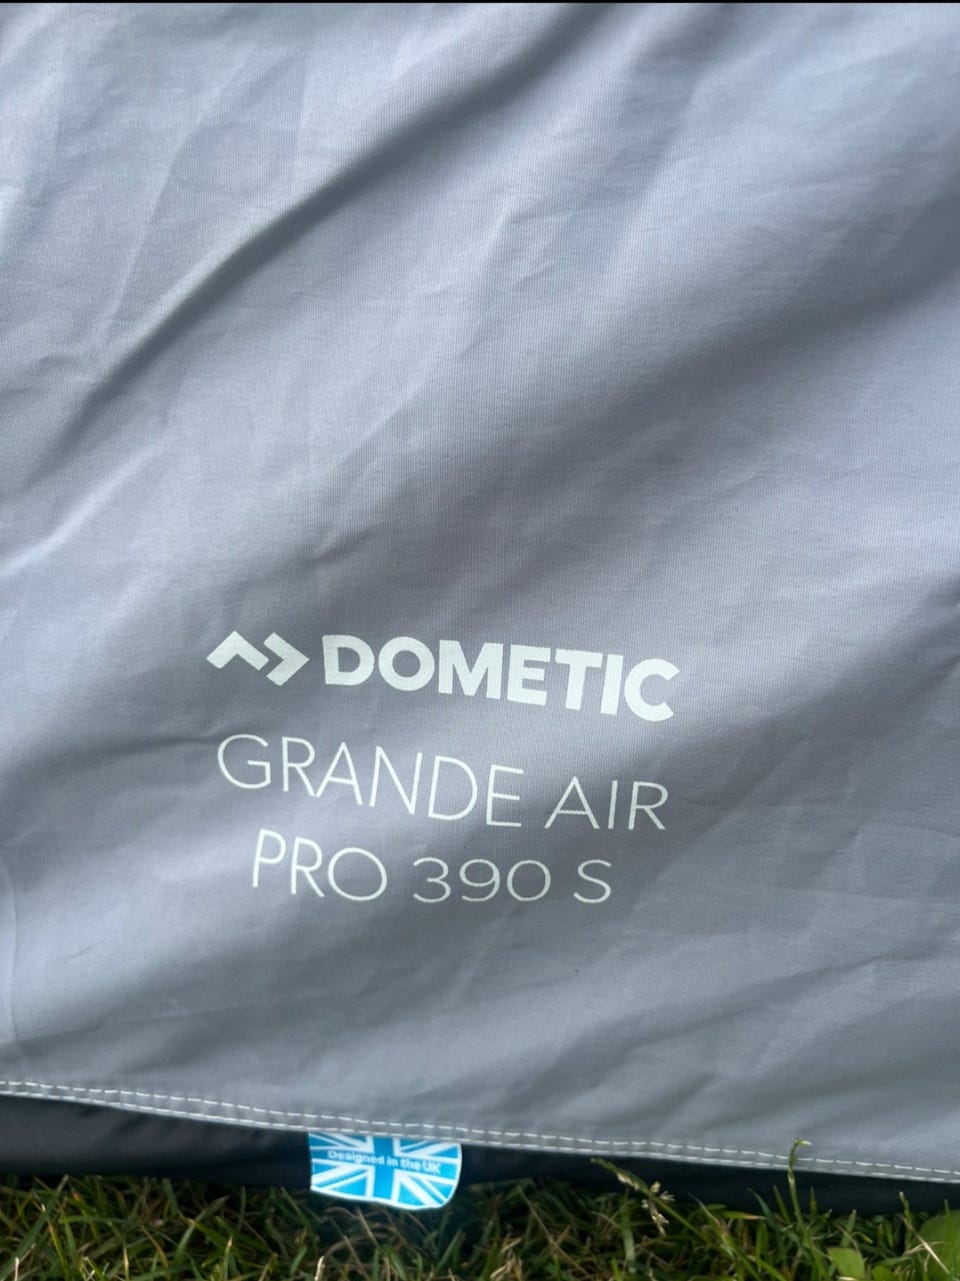 DOMETIC
GRANDE AIR
PRO 390 S
Designed in the UK